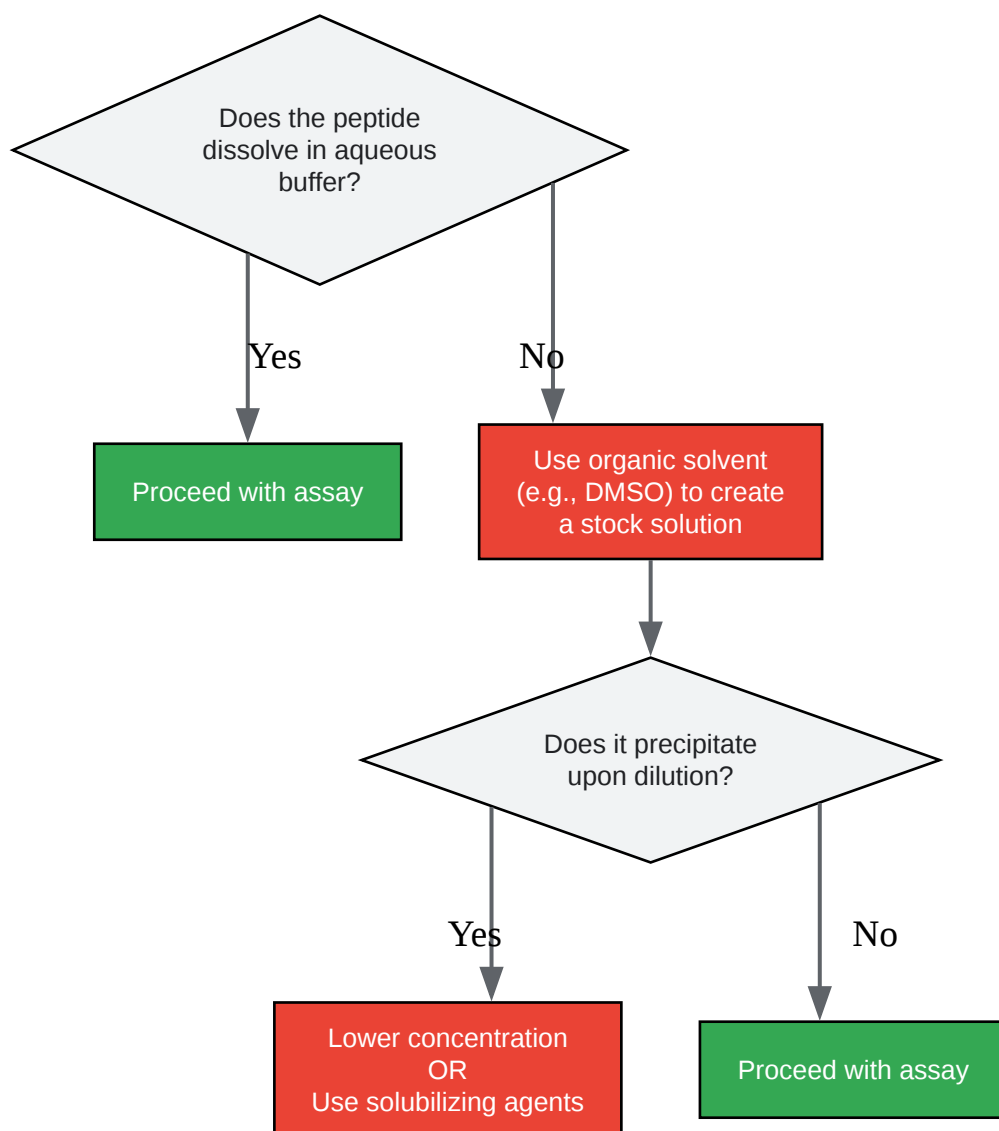 Does the peptide
dissolve in aqueous
buffer?
Yes
No
Proceed with assay
Use organic solvent
(e.g., DMSO) to create
a stock solution
Does it precipitate
upon dilution?
Yes
No
Lower concentration
OR
Use solubilizing agents
Proceed with assay